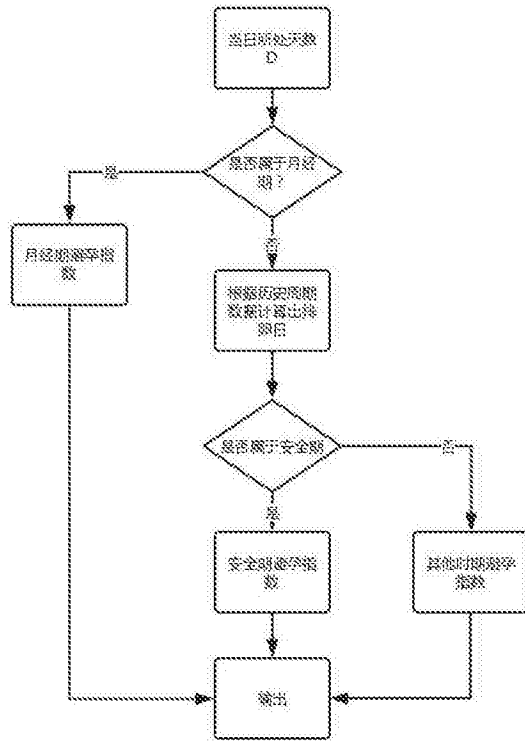 当日所处天数
D
是否属于月经
期？
是
否
月经期避孕指
数
根据历史周期
数据计算出排
卵日
是否属于安全期
否
是
安全期避孕指
数
其他时期避孕
指数
输出